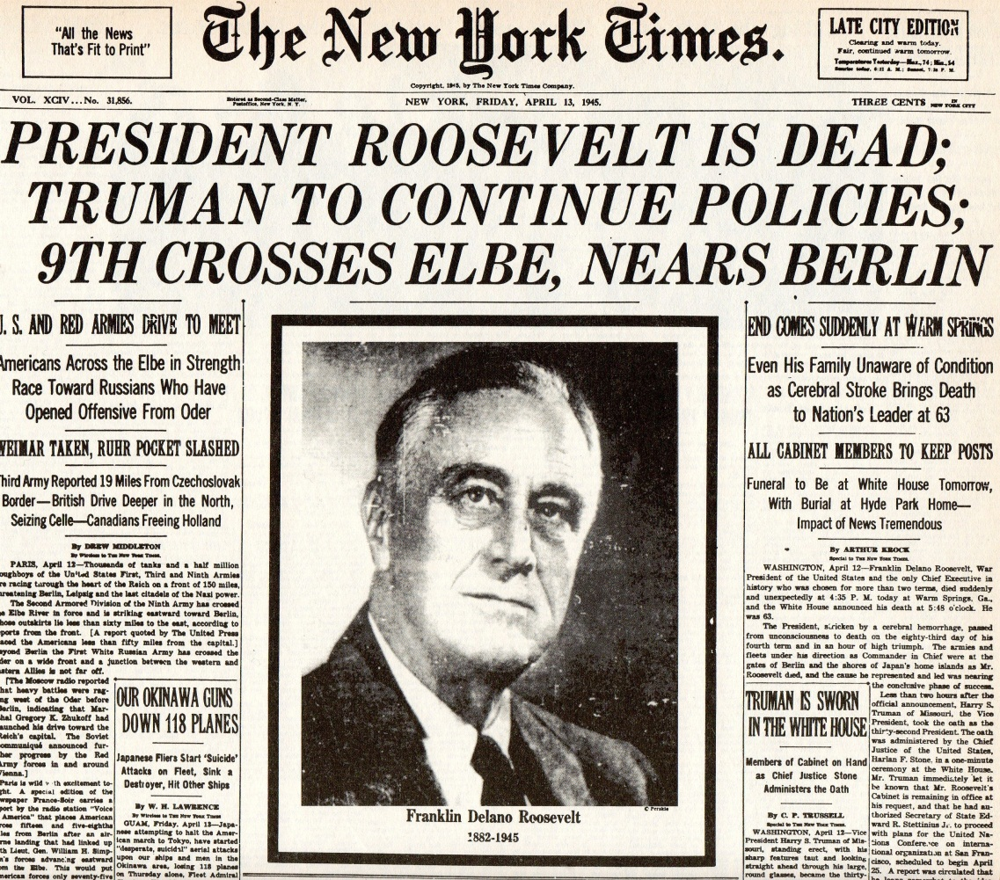 "All the News
That's Fit to Print"
The New York Times.
LATE CITY EDITION
Clearing and warm today.
Fair, continued warm tomorrow.
Temperatures Yesterday—Max., 74; Min., 54
Copyright, 1945, by The New York Times Company.
VOL. XCIV...No. 31,856.
Entered as Second-Class Matter,
Postoffice, New York, N. Y.
NEW YORK, FRIDAY, APRIL 13, 1945.
THREE CENTS IN NEW YORK CITY
PRESIDENT ROOSEVELT IS DEAD;
TRUMAN TO CONTINUE POLICIES;
9TH CROSSES ELBE, NEARS BERLIN
U. S. AND RED ARMIES DRIVE TO MEET
Americans Across the Elbe in Strength
Race Toward Russians Who Have
Opened Offensive From Oder
WEIMAR TAKEN, RUHR POCKET SLASHED
Third Army Reported 19 Miles From Czechoslovak
Border—British Drive Deeper in the North,
Seizing Celle—Canadians Freeing Holland
By DREW MIDDLETON
By Wireless to THE NEW YORK TIMES.
PARIS, April 12—Thousands of tanks and a half million
oughboys of the United States First, Third and Ninth Armies
re racing through the heart of the Reich on a front of 150 miles,
reatening Berlin, Leipzig and the last citadels of the Nazi power.
The Second Armored Division of the Ninth Army has crossed
e Elbe River in force and is striking eastward toward Berlin,
hose outskirts lie less than sixty miles to the east, according to
ports from the front. [A report quoted by The United Press
aced the Americans less than fifty miles from the capital.]
eyond Berlin the First White Russian Army has crossed the
der on a wide front and a junction between the western and
stern Allies is not far off.
[The Moscow radio reported
hat heavy battles were rag-
ng west of the Oder before
Berlin, indicating that Mar-
hal Gregory K. Zhukoff had
aunched his drive toward the
Reich's capital. The Soviet
ommuniqué announced fur-
her progress by the Red
Army forces in and around
Vienna.]
Paris is wild with excitement to-
ght. A special edition of the
wspaper France-Soir carries a
port by the radio station "Voice
America" that places American
rces fifteen and five-eighths
les from Berlin after an air-
rne landing that had linked up
th Lieut. Gen. William H. Simp-
n's forces advancing eastward
om the Elbe. This would put
merican forces only seventy-five
OUR OKINAWA GUNS
DOWN 118 PLANES
Japanese Fliers Start 'Suicide'
Attacks on Fleet, Sink a
Destroyer, Hit Other Ships
By W. H. LAWRENCE
By Wireless to THE NEW YORK TIMES.
GUAM, Friday, April 13—Japa-
nese attempting to halt the Amer-
ican march to Tokyo, have started
"desperate, suicidal" aerial attacks
upon our ships and men in the
Okinawa area, losing 118 planes
on Thursday alone, Fleet Admiral
Franklin Delano Roosevelt
1882-1945
END COMES SUDDENLY AT WARM SPRINGS
Even His Family Unaware of Condition
as Cerebral Stroke Brings Death
to Nation's Leader at 63
ALL CABINET MEMBERS TO KEEP POSTS
Funeral to Be at White House Tomorrow,
With Burial at Hyde Park Home—
Impact of News Tremendous
By ARTHUR KROCK
Special to THE NEW YORK TIMES.
WASHINGTON, April 12—Franklin Delano Roosevelt, War
President of the United States and the only Chief Executive in
history who was chosen for more than two terms, died suddenly
and unexpectedly at 4:35 P. M. today at Warm Springs, Ga.,
and the White House announced his death at 5:48 o'clock. He
was 63.
The President, stricken by a cerebral hemorrhage, passed
from unconsciousness to death on the eighty-third day of his
fourth term and in an hour of high triumph. The armies and
fleets under his direction as Commander in Chief were at the
gates of Berlin and the shores of Japan's home islands as Mr.
Roosevelt died, and the cause he represented and led was nearing
the conclusive phase of success.
Less than two hours after the
official announcement, Harry S.
Truman of Missouri, the Vice
President, took the oath as the
thirty-second President. The oath
was administered by the Chief
Justice of the United States,
Harlan F. Stone, in a one-minute
ceremony at the White House.
Mr. Truman immediately let it
be known that Mr. Roosevelt's
Cabinet is remaining in office at
his request, and that he had au-
thorized Secretary of State Ed-
ward R. Stettinius Jr. to proceed
with plans for the United Na-
tions Conference on interna-
tional organization at San Fran-
cisco, scheduled to begin April
25. A report was circulated that
TRUMAN IS SWORN
IN THE WHITE HOUSE
Members of Cabinet on Hand
as Chief Justice Stone
Administers the Oath
By C. P. TRUSSELL
Special to THE NEW YORK TIMES.
WASHINGTON, April 12—Vice
President Harry S. Truman of Mis-
souri, standing erect, with his
sharp features taut and looking
straight ahead through his large,
round glasses, became the thirty-